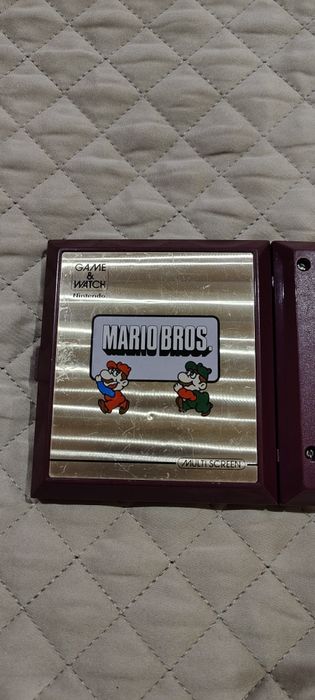 GAME
&
WATCH
Nintendo
MARIO BROS.
MULTI SCREEN